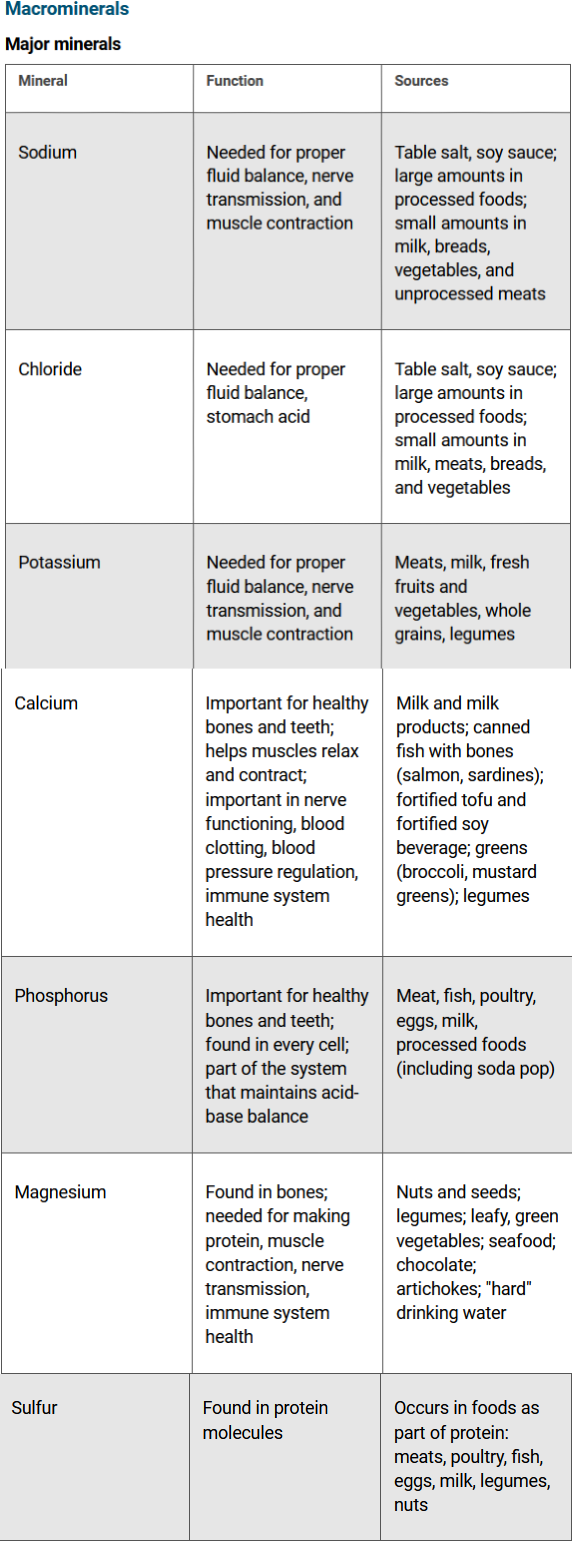 Macrominerals
Major minerals
Mineral
Function
Sources
Sodium
Needed for proper
fluid balance, nerve
transmission, and
muscle contraction
Table salt, soy sauce;
large amounts in
processed foods;
small amounts in
milk, breads,
vegetables, and
unprocessed meats
Chloride
Needed for proper
fluid balance,
stomach acid
Table salt, soy sauce;
large amounts in
processed foods;
small amounts in
milk, meats, breads,
and vegetables
Potassium
Needed for proper
fluid balance, nerve
transmission, and
muscle contraction
Meats, milk, fresh
fruits and
vegetables, whole
grains, legumes
Calcium
Important for healthy
bones and teeth;
helps muscles relax
and contract;
important in nerve
functioning, blood
clotting, blood
pressure regulation,
immune system
health
Milk and milk
products; canned
fish with bones
(salmon, sardines);
fortified tofu and
fortified soy
beverage; greens
(broccoli, mustard
greens); legumes
Phosphorus
Important for healthy
bones and teeth;
found in every cell;
part of the system
that maintains acid-
base balance
Meat, fish, poultry,
eggs, milk,
processed foods
(including soda pop)
Magnesium
Found in bones;
needed for making
protein, muscle
contraction, nerve
transmission,
immune system
health
Nuts and seeds;
legumes; leafy, green
vegetables; seafood;
chocolate;
artichokes; "hard"
drinking water
Sulfur
Found in protein
molecules
Occurs in foods as
part of protein:
meats, poultry, fish,
eggs, milk, legumes,
nuts